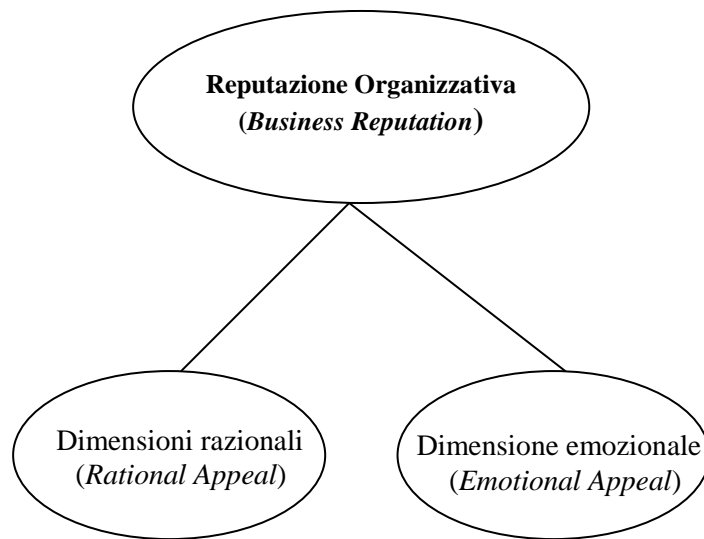 Reputazione Organizzativa
(Business Reputation)
Dimensioni razionali
(Rational Appeal)
Dimensione emozionale
(Emotional Appeal)